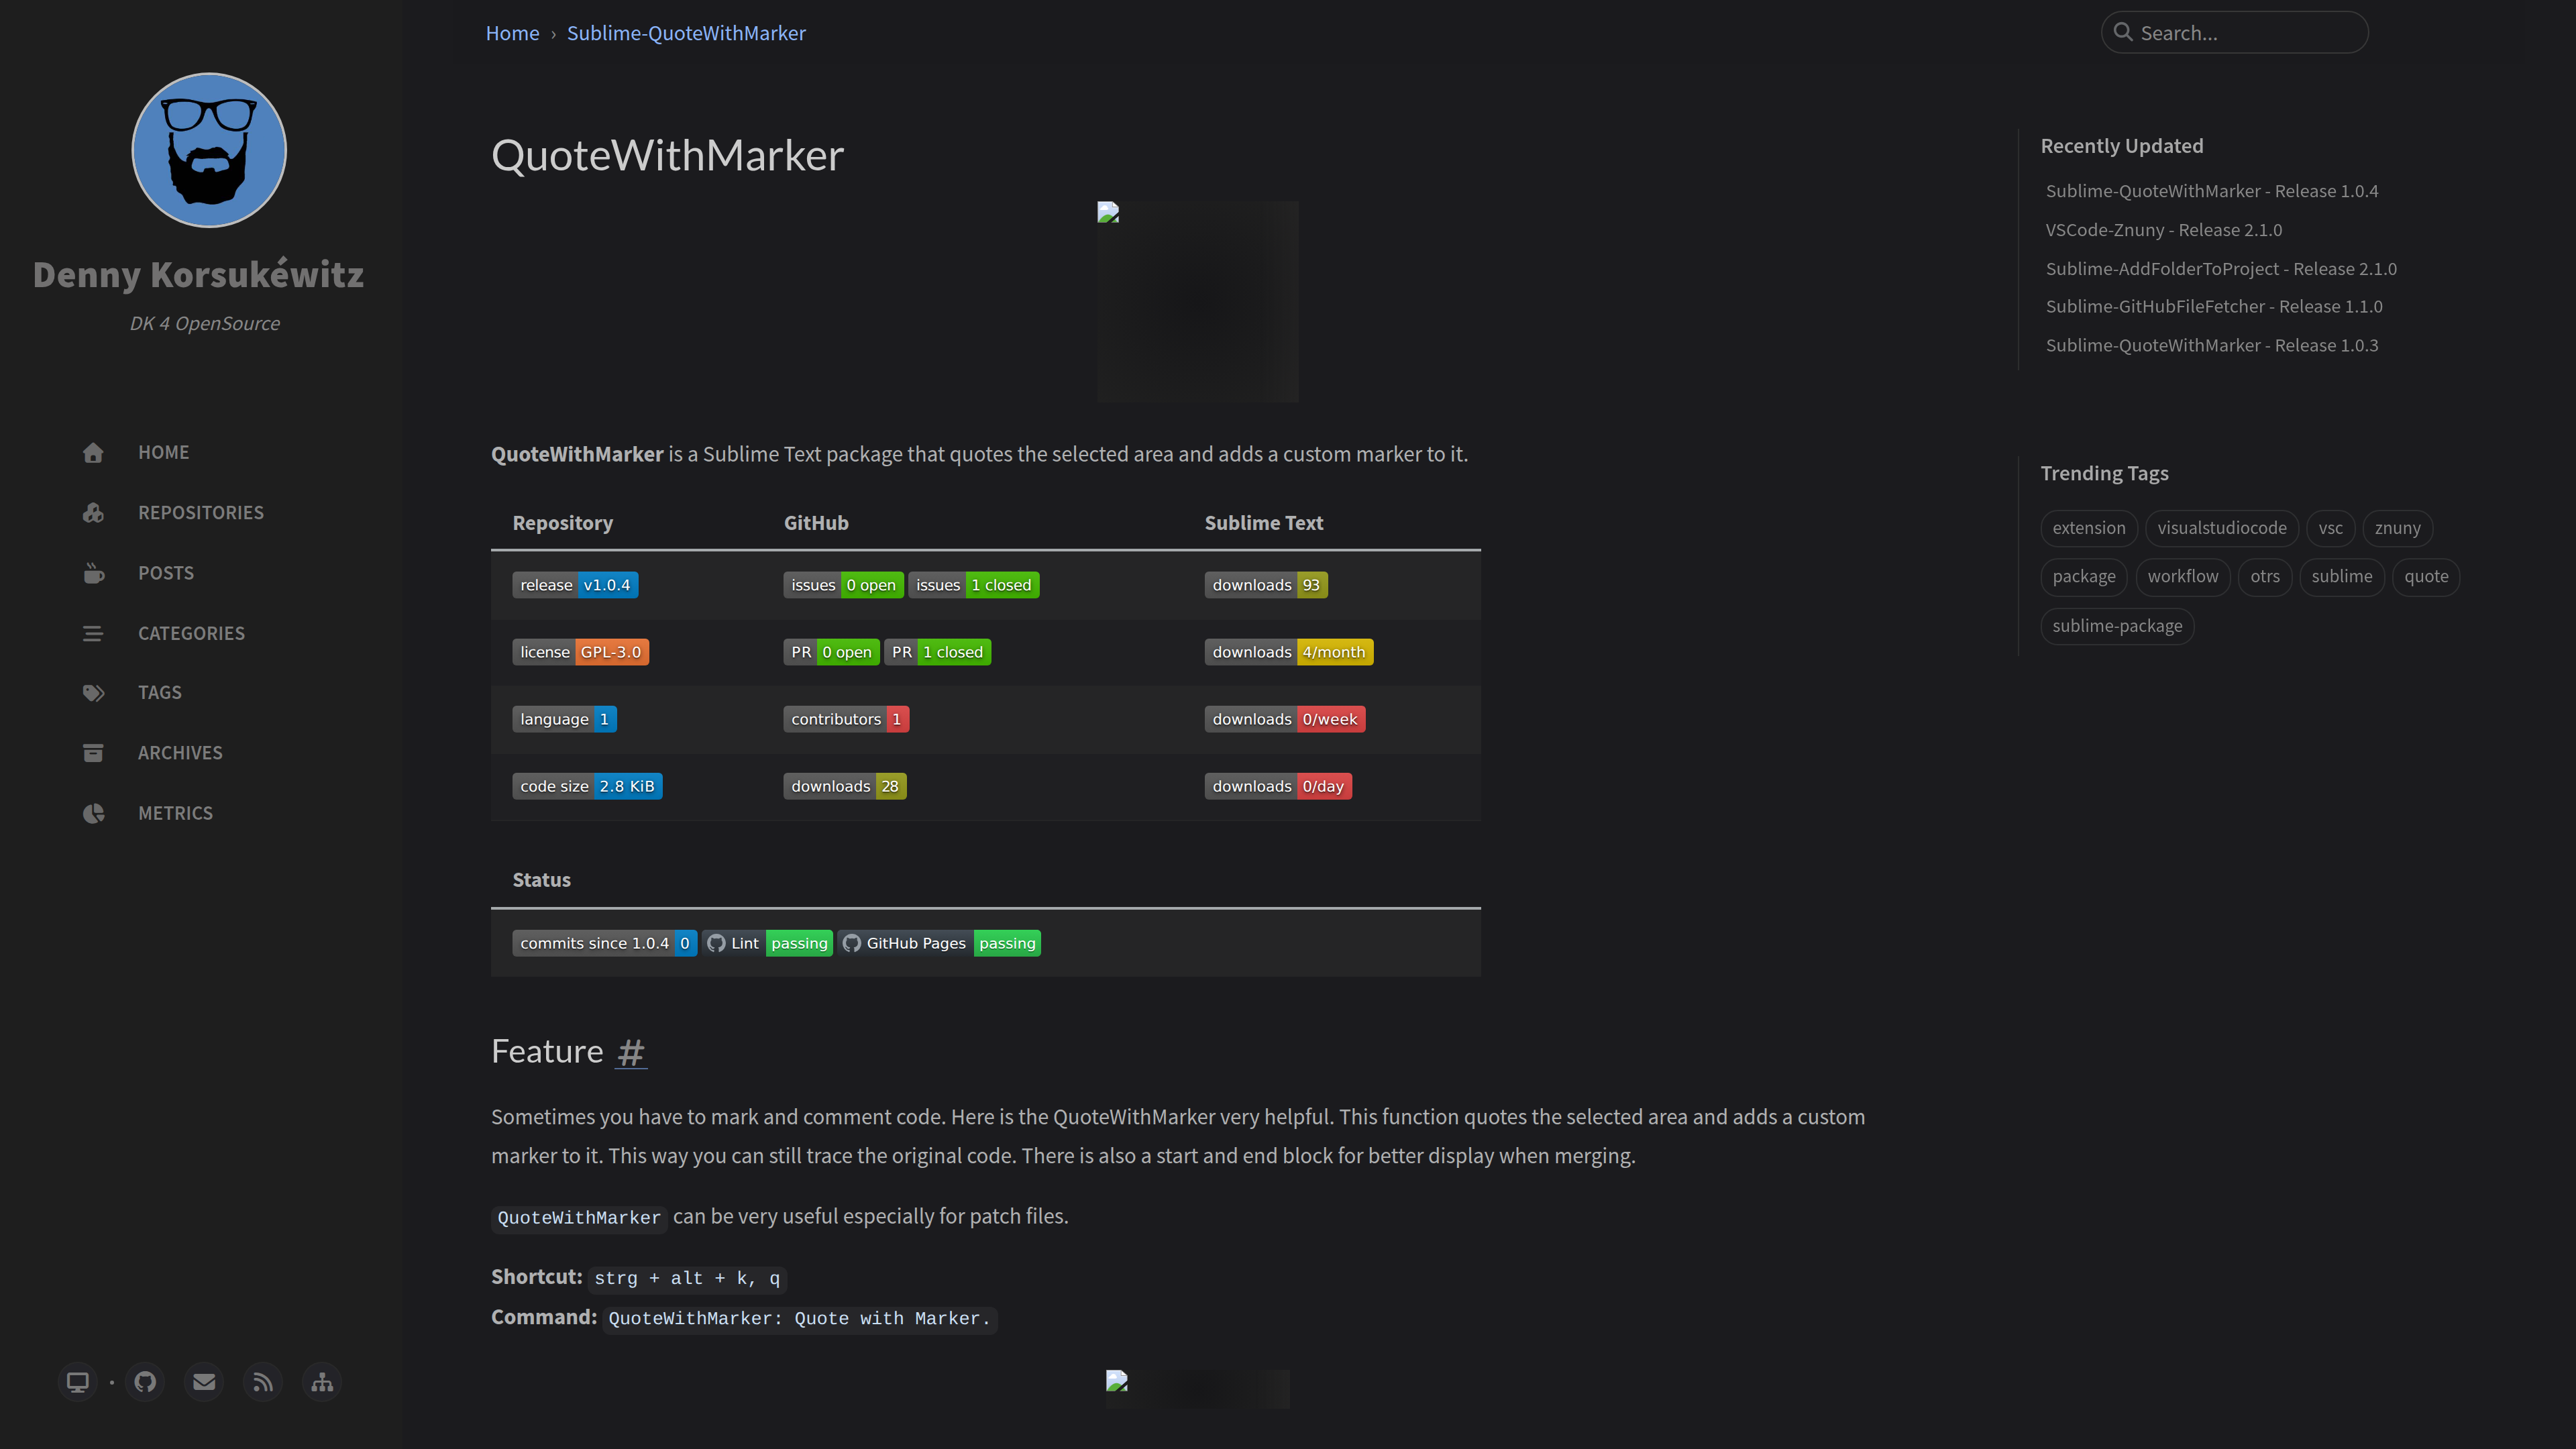 Denny Korsukéwitz
DK 4 OpenSource
HOME
REPOSITORIES
POSTS
CATEGORIES
TAGS
ARCHIVES
METRICS
Home › Sublime-QuoteWithMarker
Search...
QuoteWithMarker
QuoteWithMarker is a Sublime Text package that quotes the selected area and adds a custom marker to it.
Repository GitHub Sublime Text
release v1.0.4 issues 0 open issues 1 closed downloads 93
license GPL-3.0 PR 0 open PR 1 closed downloads 4/month
language 1 contributors 1 downloads 0/week
code size 2.8 KiB downloads 28 downloads 0/day
Status
commits since 1.0.4 0 Lint passing GitHub Pages passing
Feature #
Sometimes you have to mark and comment code. Here is the QuoteWithMarker very helpful. This function quotes the selected area and adds a custom
marker to it. This way you can still trace the original code. There is also a start and end block for better display when merging.
QuoteWithMarker can be very useful especially for patch files.
Shortcut: strg + alt + k, q
Command: QuoteWithMarker: Quote with Marker.
Recently Updated
Sublime-QuoteWithMarker - Release 1.0.4
VSCode-Znuny - Release 2.1.0
Sublime-AddFolderToProject - Release 2.1.0
Sublime-GitHubFileFetcher - Release 1.1.0
Sublime-QuoteWithMarker - Release 1.0.3
Trending Tags
extension visualstudiocode vsc znuny
package workflow otrs sublime quote
sublime-package